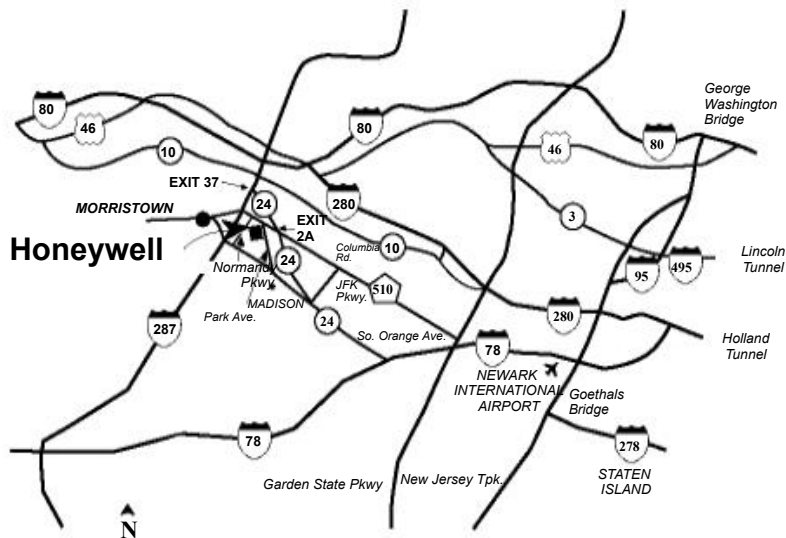 George
Washington
Bridge
80
46
80
46
80
10
EXIT 37
24
280
3
MORRISTOWN
EXIT
2A
Honeywell
Columbia
Rd.
10
Lincoln
Tunnel
495
95
24
Normandy
Pkwy.
JFK
Pkwy.
510
MADISON
Park Ave.
24
287
280
So. Orange Ave.
78
Holland
Tunnel
NEWARK
INTERNATIONAL
AIRPORT
Goethals
Bridge
78
278
STATEN
ISLAND
Garden State Pkwy
New Jersey Tpk.
N